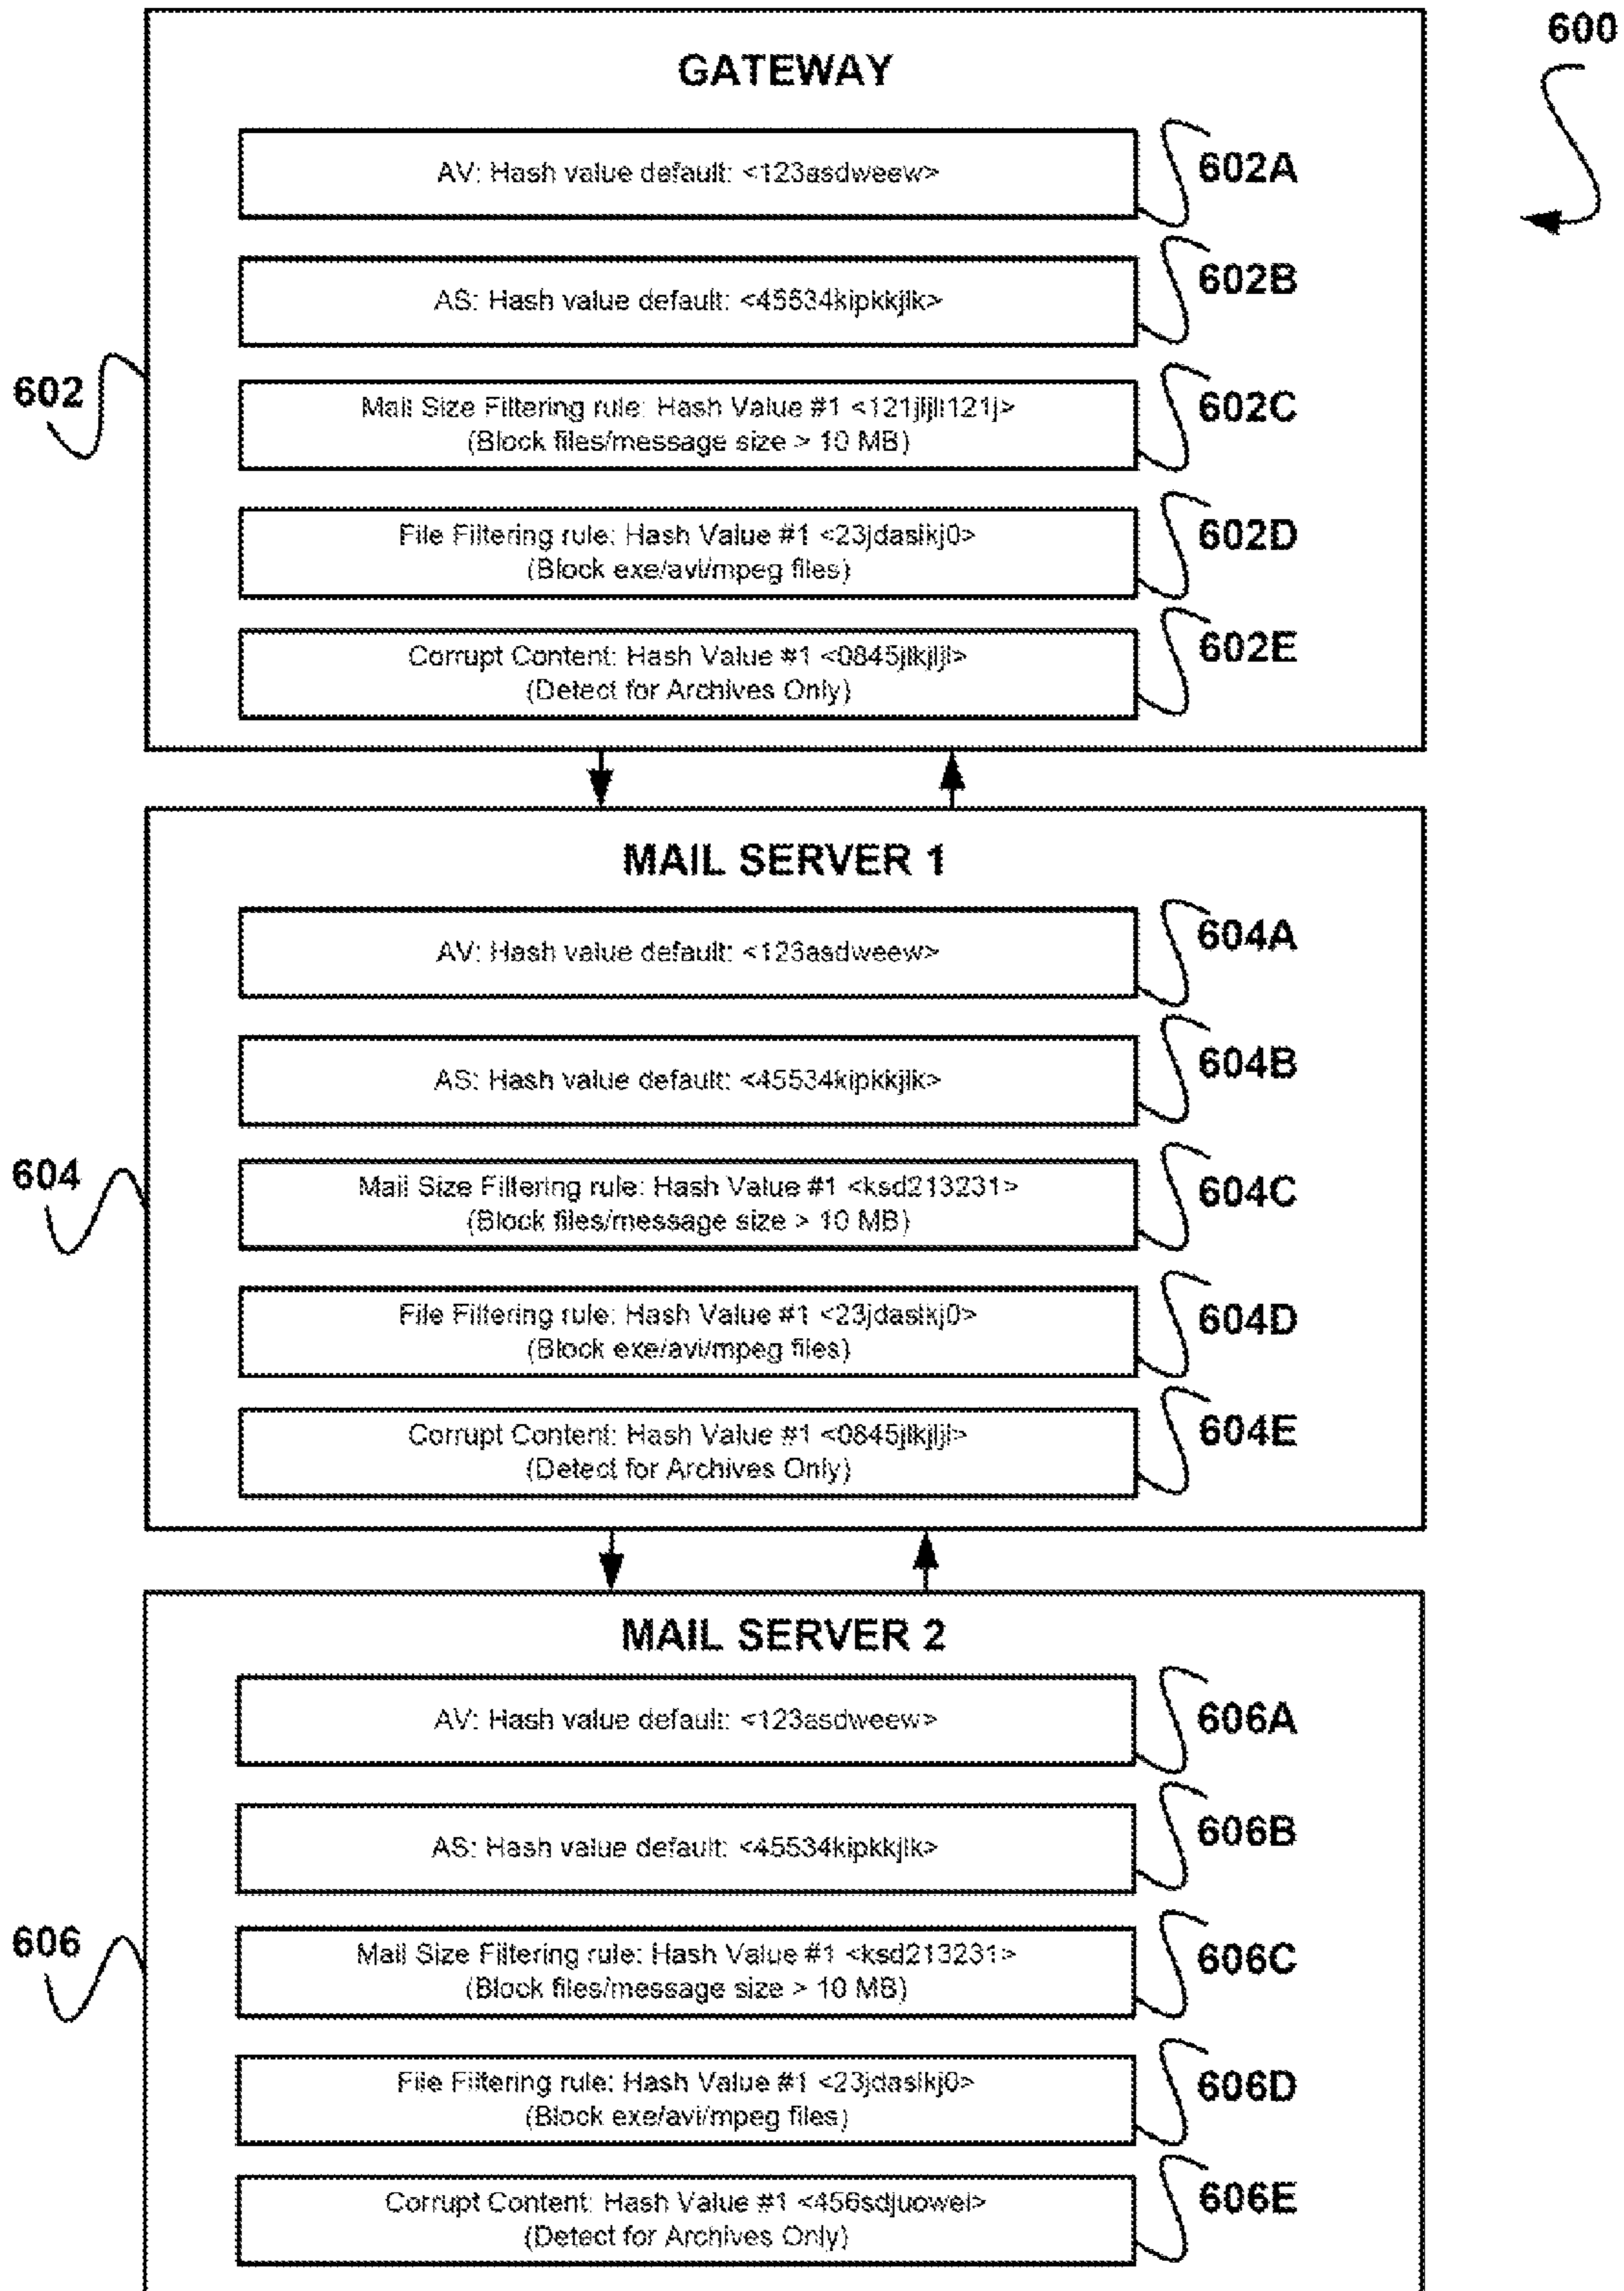 600
GATEWAY
AV: Hash value default: <123asdweew>
602A
AS: Hash value default: <45534kipkkjlk>
602B
602
Mail Size Filtering rule: Hash Value #1
(Block files/message size > 10 MB)
602C
File Filtering rule: Hash Value #1 <23jdaslkj0>
(Block exe/avi/mpeg files)
602D
Corrupt Content: Hash Value #1 <0845jlkjljl>
(Detect for Archives Only)
602E
MAIL SERVER 1
AV: Hash value default: <123asdweew>
604A
AS: Hash value default: <45534kipkkjlk>
604B
604
Mail Size Filtering rule: Hash Value #1 <ksd213231>
(Block files/message size > 10 MB)
604C
File Filtering rule: Hash Value #1 <23jdaslkj0>
(Block exe/avi/mpeg files)
604D
Corrupt Content: Hash Value #1 <0845jlkjljl>
(Detect for Archives Only)
604E
MAIL SERVER 2
AV: Hash value default: <123asdweew>
606A
AS: Hash value default: <45534kipkkjlk>
606B
606
Mail Size Filtering rule: Hash Value #1 <ksd213231>
(Block files/message size > 10 MB)
606C
File Filtering rule: Hash Value #1 <23jdaslkj0>
(Block exe/avi/mpeg files)
606D
Corrupt Content: Hash Value #1 <456sdjuowei>
(Detect for Archives Only)
606E